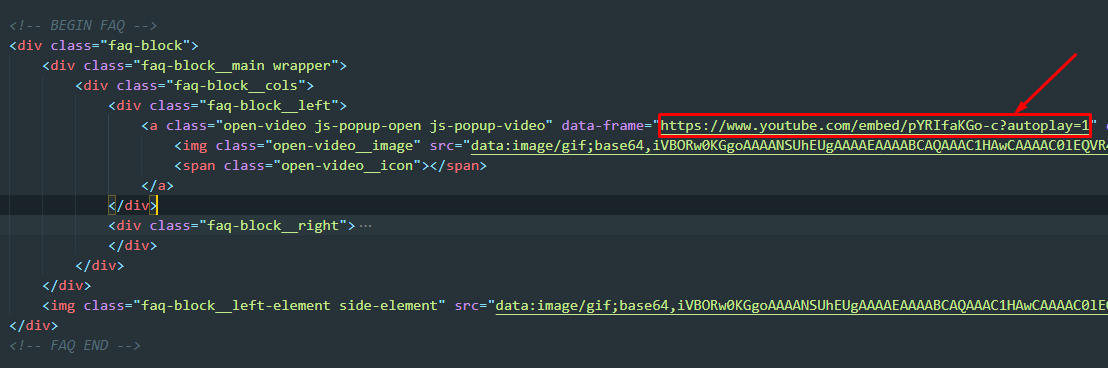 <!-- BEGIN FAQ -->
<div class="faq-block">
<div class="faq-block__main wrapper">
<div class="faq-block__cols">
<div class="faq-block__left">
<a class="open-video js-popup-open js-popup-video" data-frame="https://www.youtube.com/embed/pYRIfaKGo-c?autoplay=1"
<img class="open-video__image" src="data:image/gif;base64,iVBORw0KGgoAAAANSUhEUgAAAAEAAAABCAQAAAC1HAwCAAAAC0lEQVR4
<span class="open-video__icon"></span>
</a>
</div>
<div class="faq-block__right">…
</div>
</div>
</div>
<img class="faq-block__left-element side-element" src="data:image/gif;base64,iVBORw0KGgoAAAANSUhEUgAAAAEAAAABCAQAAAC1HAwCAAAAC0lE
</div>
<!-- FAQ END -->